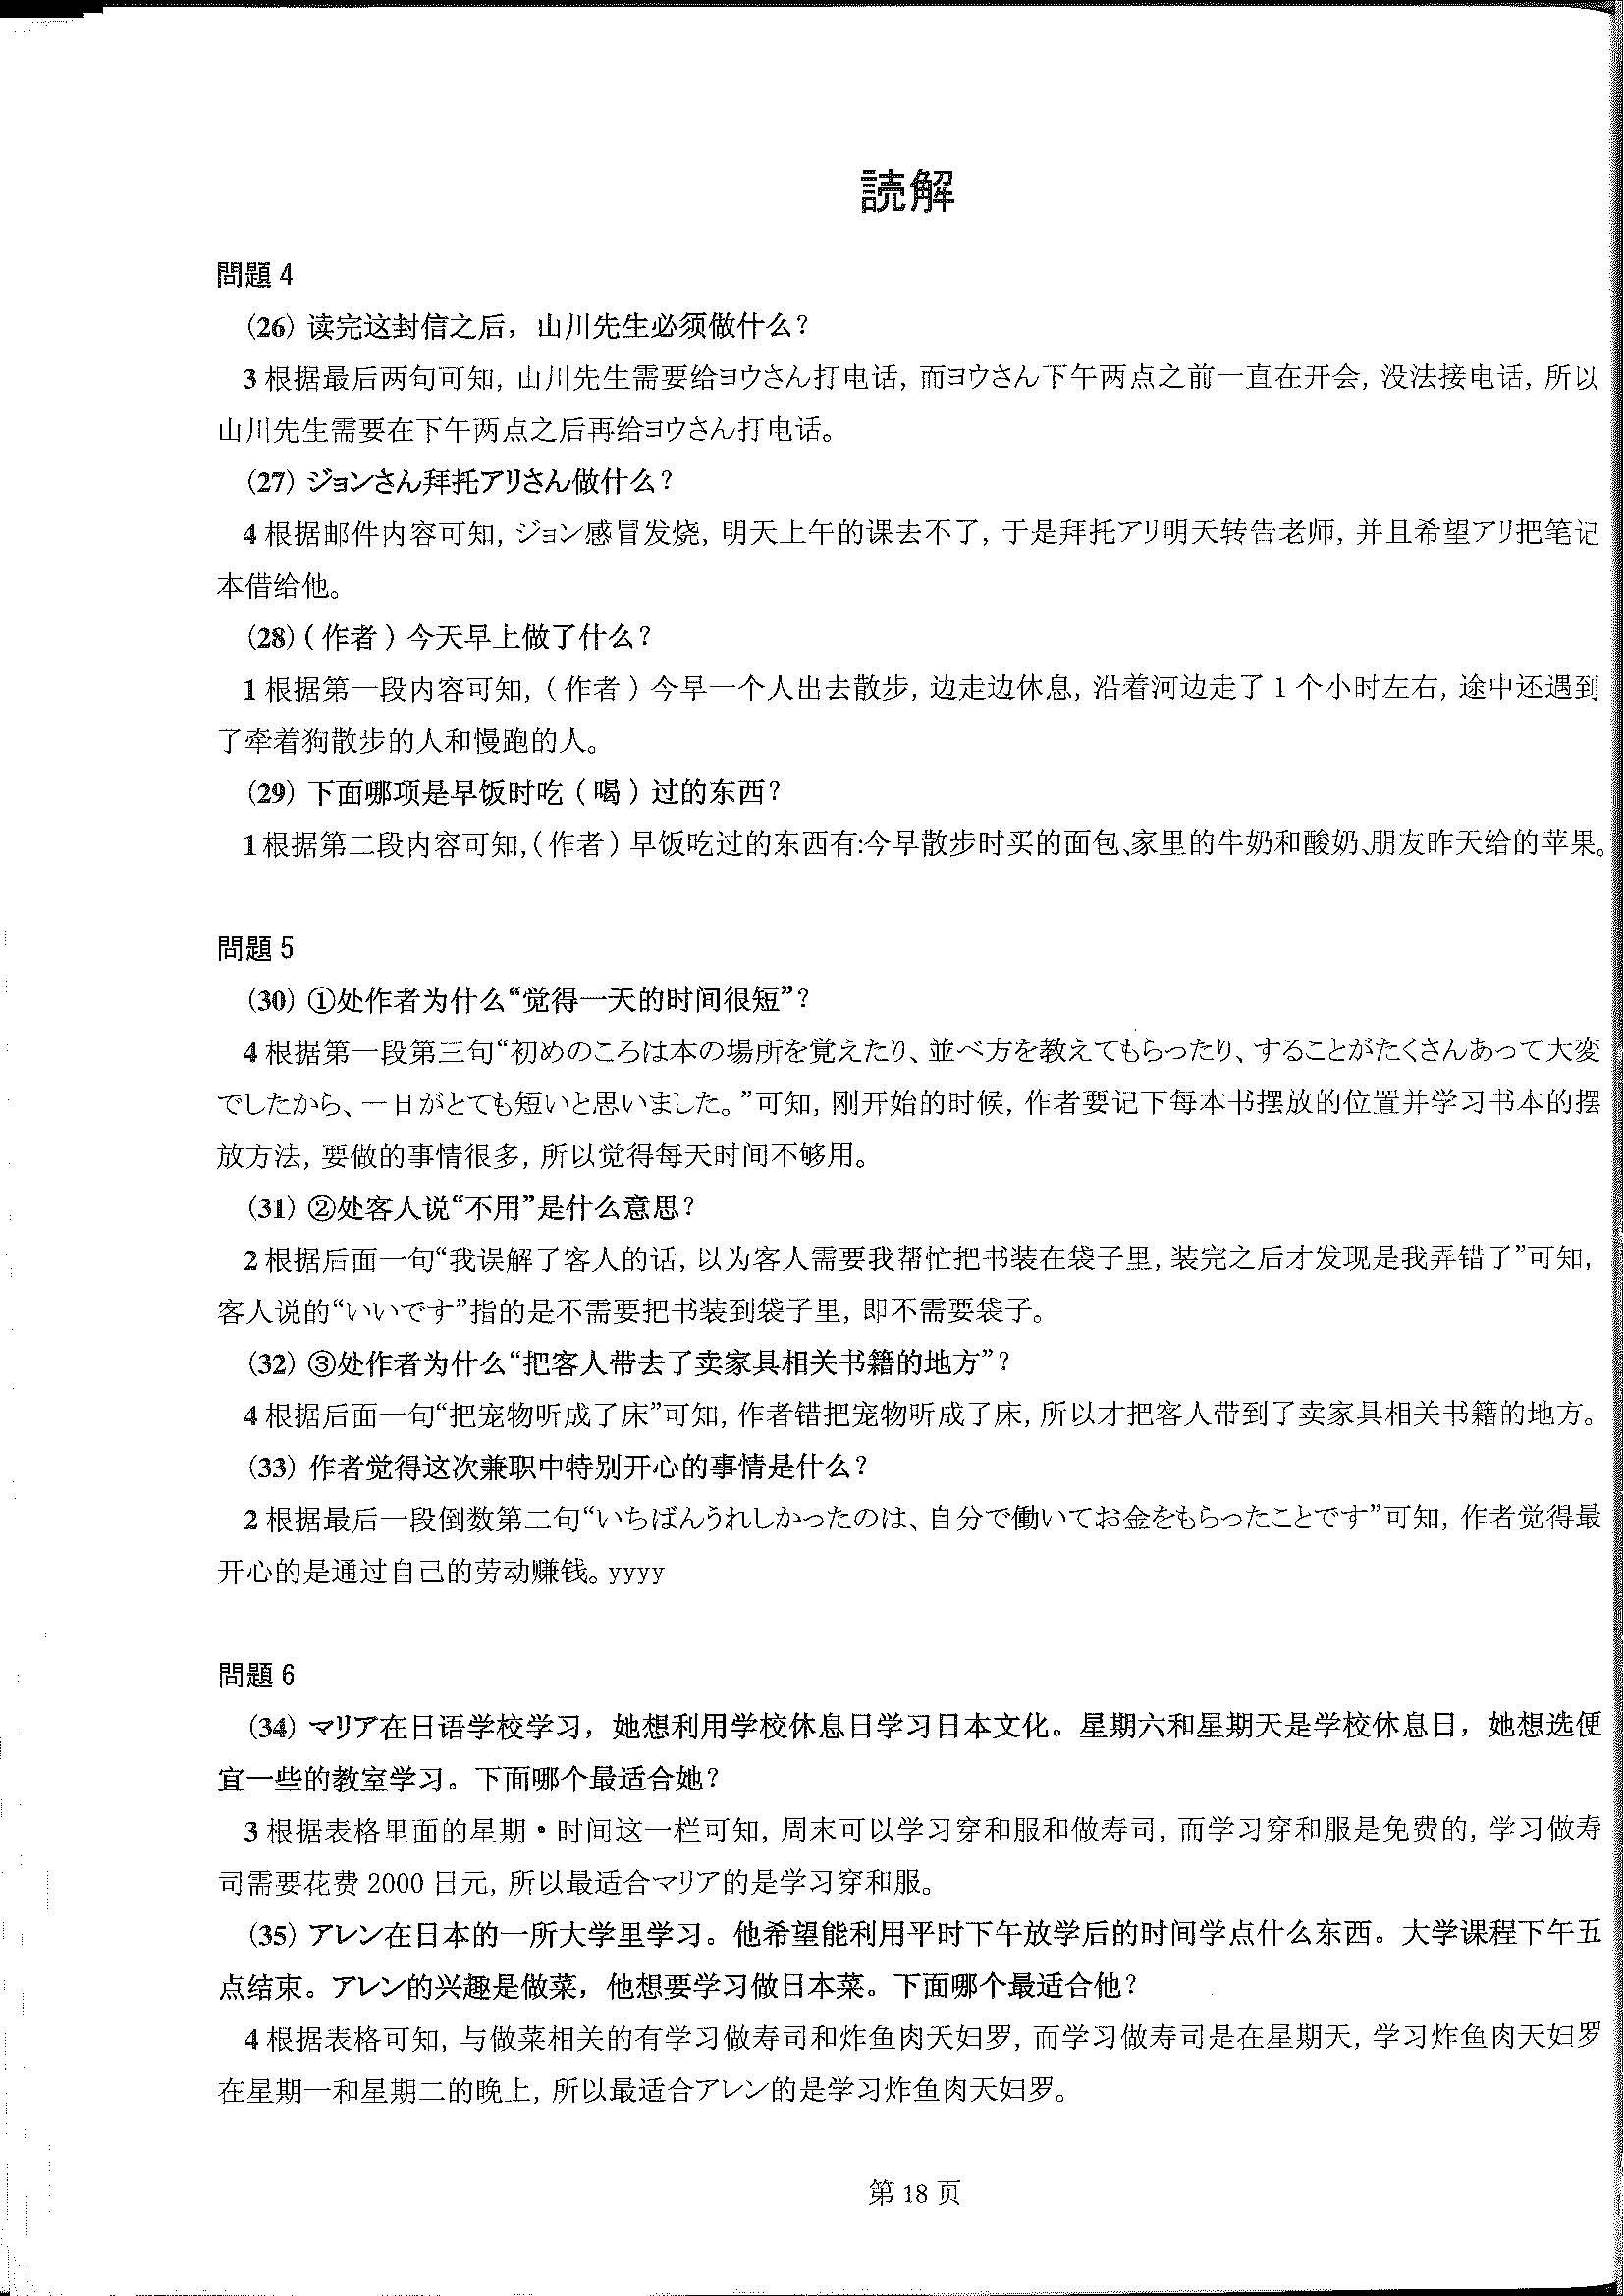 読解
問題 4
(26) 读完这封信之后，山川先生必须做什么？
3 根据最后两句可知, 山川先生需要给ヨウさん打电话, 而ヨウさん下午两点之前一直在开会, 没法接电话, 所以
山川先生需要在下午两点之后再给ヨウさん打电话。
(27) ジョンさん拜托アリさん做什么？
4 根据邮件内容可知, ジョン感冒发烧, 明天上午的课去不了, 于是拜托アリ明天转告老师, 并且希望アリ把笔记
本借给他。
(28)（作者）今天早上做了什么？
1 根据第一段内容可知,（作者）今早一个人出去散步, 边走边休息, 沿着河边走了 1 个小时左右, 途中还遇到
了牵着狗散步的人和慢跑的人。
(29) 下面哪项是早饭时吃（喝）过的东西？
1 根据第二段内容可知,（作者）早饭吃过的东西有:今早散步时买的面包、家里的牛奶和酸奶、朋友昨天给的苹果。
問題 5
(30) ①处作者为什么“觉得一天的时间很短”？
4 根据第一段第三句“初めのころは本の場所を覚えたり、並べ方を教えてもらったり、することがたくさんあって大変
でしたから、一日がとても短いと思いました。”可知, 刚开始的时候, 作者要记下每本书摆放的位置并学习书本的摆
放方法, 要做的事情很多, 所以觉得每天时间不够用。
(31) ②处客人说“不用”是什么意思？
2 根据后面一句“我误解了客人的话, 以为客人需要我帮忙把书装在袋子里, 装完之后才发现是我弄错了”可知,
客人说的“いいです”指的是不需要把书装到袋子里, 即不需要袋子。
(32) ③处作者为什么“把客人带去了卖家具相关书籍的地方”？
4 根据后面一句“把宠物听成了床”可知, 作者错把宠物听成了床, 所以才把客人带到了卖家具相关书籍的地方。
(33) 作者觉得这次兼职中特别开心的事情是什么？
2 根据最后一段倒数第二句“いちばんうれしかったのは、自分で働いてお金をもらったことです”可知, 作者觉得最
开心的是通过自己的劳动赚钱。yyyy
問題 6
(34) マリア在日语学校学习，她想利用学校休息日学习日本文化。星期六和星期天是学校休息日，她想选便
宜一些的教室学习。下面哪个最适合她？
3 根据表格里面的星期・时间这一栏可知, 周末可以学习穿和服和做寿司, 而学习穿和服是免费的, 学习做寿
司需要花费 2000 日元, 所以最适合マリア的是学习穿和服。
(35) アレン在日本的一所大学里学习。他希望能利用平时下午放学后的时间学点什么东西。大学课程下午五
点结束。アレン的兴趣是做菜，他想要学习做日本菜。下面哪个最适合他？
4 根据表格可知, 与做菜相关的有学习做寿司和炸鱼肉天妇罗, 而学习做寿司是在星期天, 学习炸鱼肉天妇罗
在星期一和星期二的晚上, 所以最适合アレン的是学习炸鱼肉天妇罗。
第 18 页